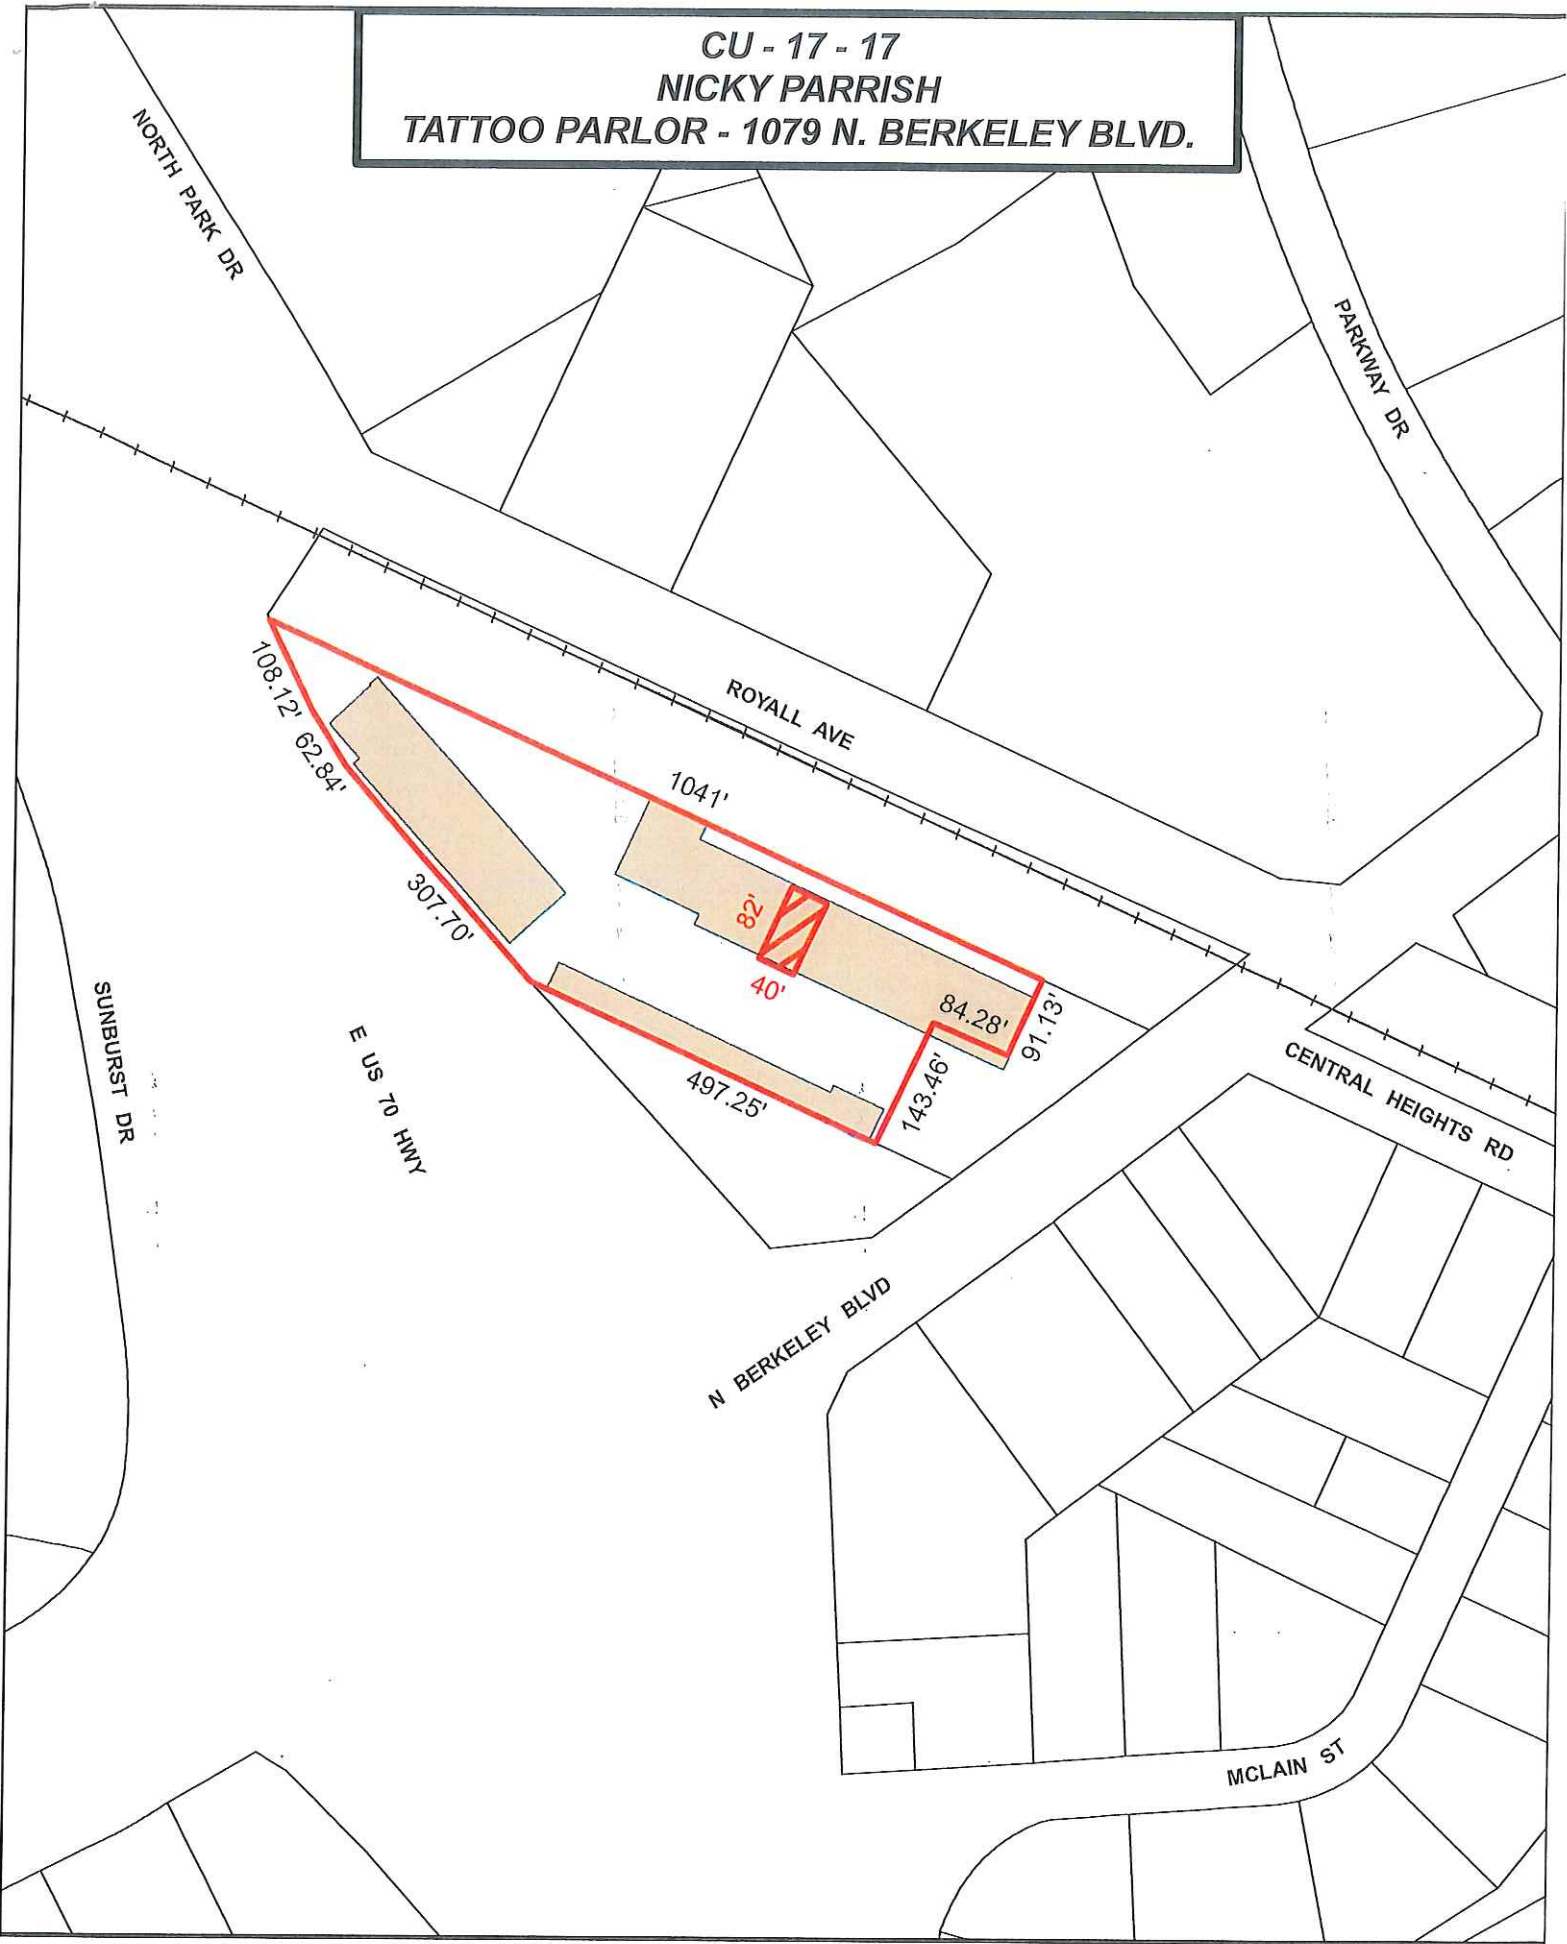 CU - 17 - 17
NICKY PARRISH
TATTOO PARLOR - 1079 N. BERKELEY BLVD.
NORTH PARK DR
PARKWAY DR
ROYALL AVE
108.12'
62.84'
1041'
307.70'
82'
40'
84.28'
91.13'
143.46'
497.25'
SUNBURST DR
E US 70 HWY
CENTRAL HEIGHTS RD
N BERKELEY BLVD
MCLAIN ST